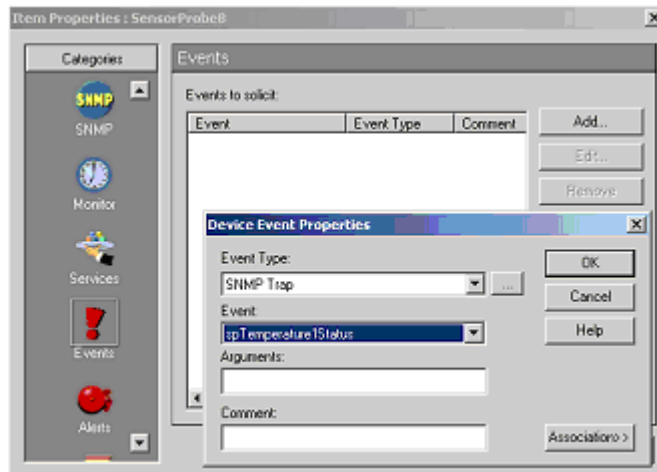 Item Properties : SensorProbe8
Categories
Events
SNMP
SNMP
Monitor
Services
Events
Alerts
Events to solicit:
Event Event Type Comment
Add...
Edit...
Remove
Device Event Properties
Event Type:
SNMP Trap
...
Event:
spTemperature1Status
Arguments:
Comment:
OK
Cancel
Help
Associations >